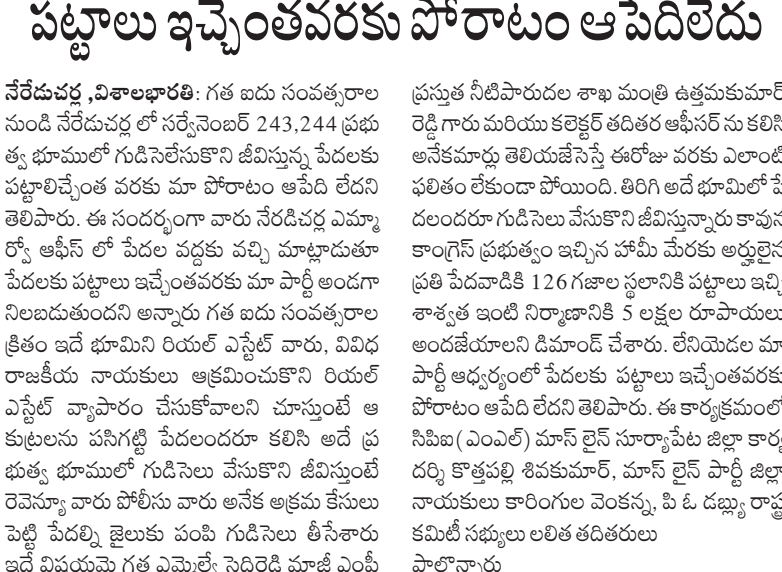 పట్టాలు ఇచ్చేంతవరకు పోరాటం ఆపేదిలేదు
నేరేడుచర్ల ,విశాలభారతి: గత ఐదు సంవత్సరాల
నుండి నేరేడుచర్ల లో సర్వేనెంబర్ 243,244 ప్రభు
త్వ భూములో గుడిసెలేసుకొని జీవిస్తున్న పేదలకు
పట్టాలిచ్చేంత వరకు మా పోరాటం ఆపేది లేదని
తెలిపారు. ఈ సందర్భంగా వారు నేరడిచర్ల ఎమ్మా
ర్వో ఆఫీస్ లో పేదల వద్దకు వచ్చి మాట్లాడుతూ
పేదలకు పట్టాలు ఇచ్చేంతవరకు మా పార్టీ అండగా
నిలబడుతుందని అన్నారు గత ఐదు సంవత్సరాల
క్రితం ఇదే భూమిని రియల్ ఎస్టేట్ వారు, వివిధ
రాజకీయ నాయకులు ఆక్రమించుకొని రియల్
ఎస్టేట్ వ్యాపారం చేసుకోవాలని చూస్తుంటే ఆ
కుట్రలను పసిగట్టి పేదలందరూ కలిసి అదే ప్ర
భుత్వ భూములో గుడిసెలు వేసుకొని జీవిస్తుంటే
రెవెన్యూ వారు పోలీసు వారు అనేక అక్రమ కేసులు
పెట్టి పేదల్ని జైలుకు పంపి గుడిసెలు తీసేశారు
ఇదే విషయమై గత ఎమ్మెల్యే సైదిరెడ్డి మాజీ ఎంపీ
ప్రస్తుత నీటిపారుదల శాఖ మంత్రి ఉత్తమకుమార్
రెడ్డి గారు మరియు కలెక్టర్ తదితర ఆఫీసర్ ను కలిసి
అనేకమార్లు తెలియజేసెస్తే ఈరోజు వరకు ఎలాంటి
ఫలితం లేకుండా పోయింది. తిరిగి అదే భూమిలో పే
దలందరూ గుడిసెలు వేసుకొని జీవిస్తున్నారు కావున
కాంగ్రెస్ ప్రభుత్వం ఇచ్చిన హామీ మేరకు అర్హులైన
ప్రతి పేదవాడికి 126 గజాల స్థలానికి పట్టాలు ఇచ్చి
శాశ్వత ఇంటి నిర్మాణానికి 5 లక్షల రూపాయలు
అందజేయాలని డిమాండ్ చేశారు. లేనియెడల మా
పార్టీ ఆధ్వర్యంలో పేదలకు పట్టాలు ఇచ్చేంతవరకు
పోరాటం ఆపేది లేదని తెలిపారు. ఈ కార్యక్రమంలో
సిపిఐ ( ఎంఎల్) మాస్ లైన్ సూర్యాపేట జిల్లా కార్య
దర్శి కొత్తపల్లి శివకుమార్, మాస్ లైన్ పార్టీ జిల్లా
నాయకులు కారింగుల వెంకన్న, పి ఓ డబ్ల్యు రాష్ట్ర
కమిటీ సభ్యులు లలిత తదితరులు
పాల్గొన్నారు